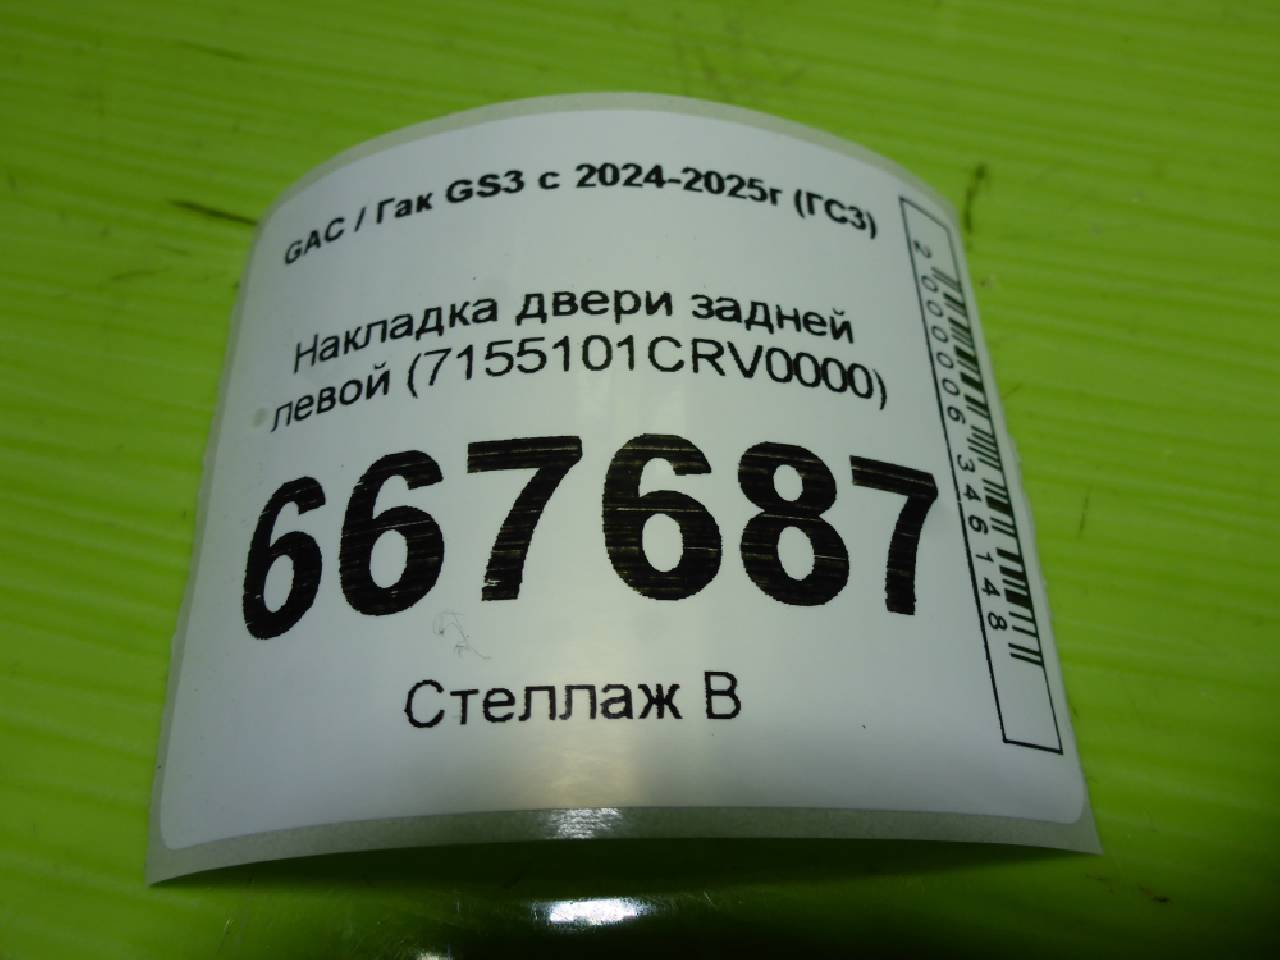 GAC / Гак GS3 с 2024-2025г (ГС3)
Накладка двери задней
левой (7155101CRV0000)
667687
Стеллаж В
2000006346148